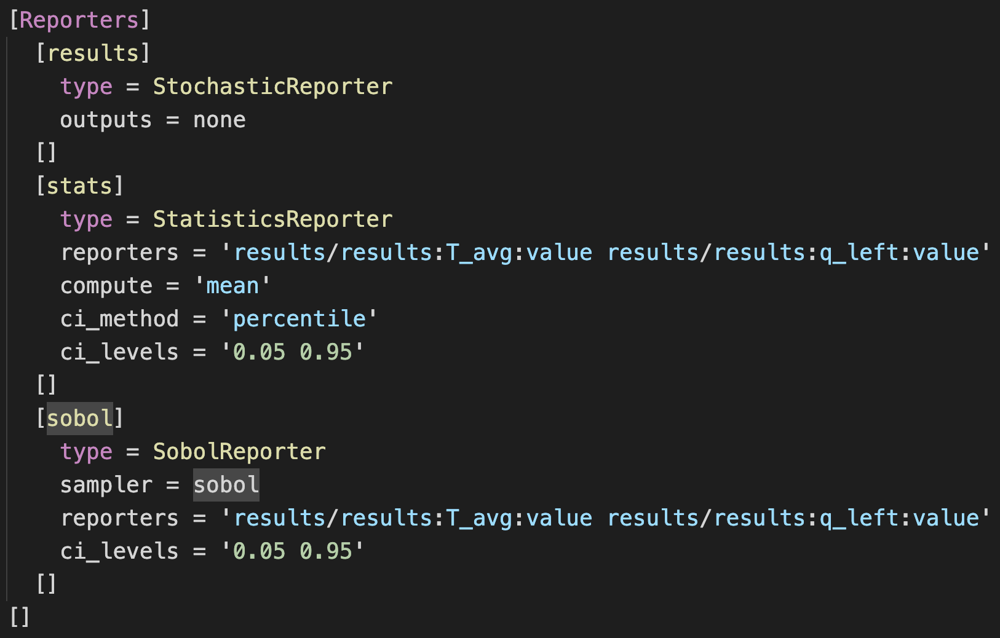 [Reporters]
[results]
type = StochasticReporter
outputs = none
[]
[stats]
type = StatisticsReporter
reporters = 'results/results:T_avg:value results/results:q_left:value'
compute = 'mean'
ci_method = 'percentile'
ci_levels = '0.05 0.95'
[]
[sobol]
type = SobolReporter
sampler = sobol
reporters = 'results/results:T_avg:value results/results:q_left:value'
ci_levels = '0.05 0.95'
[]
[]